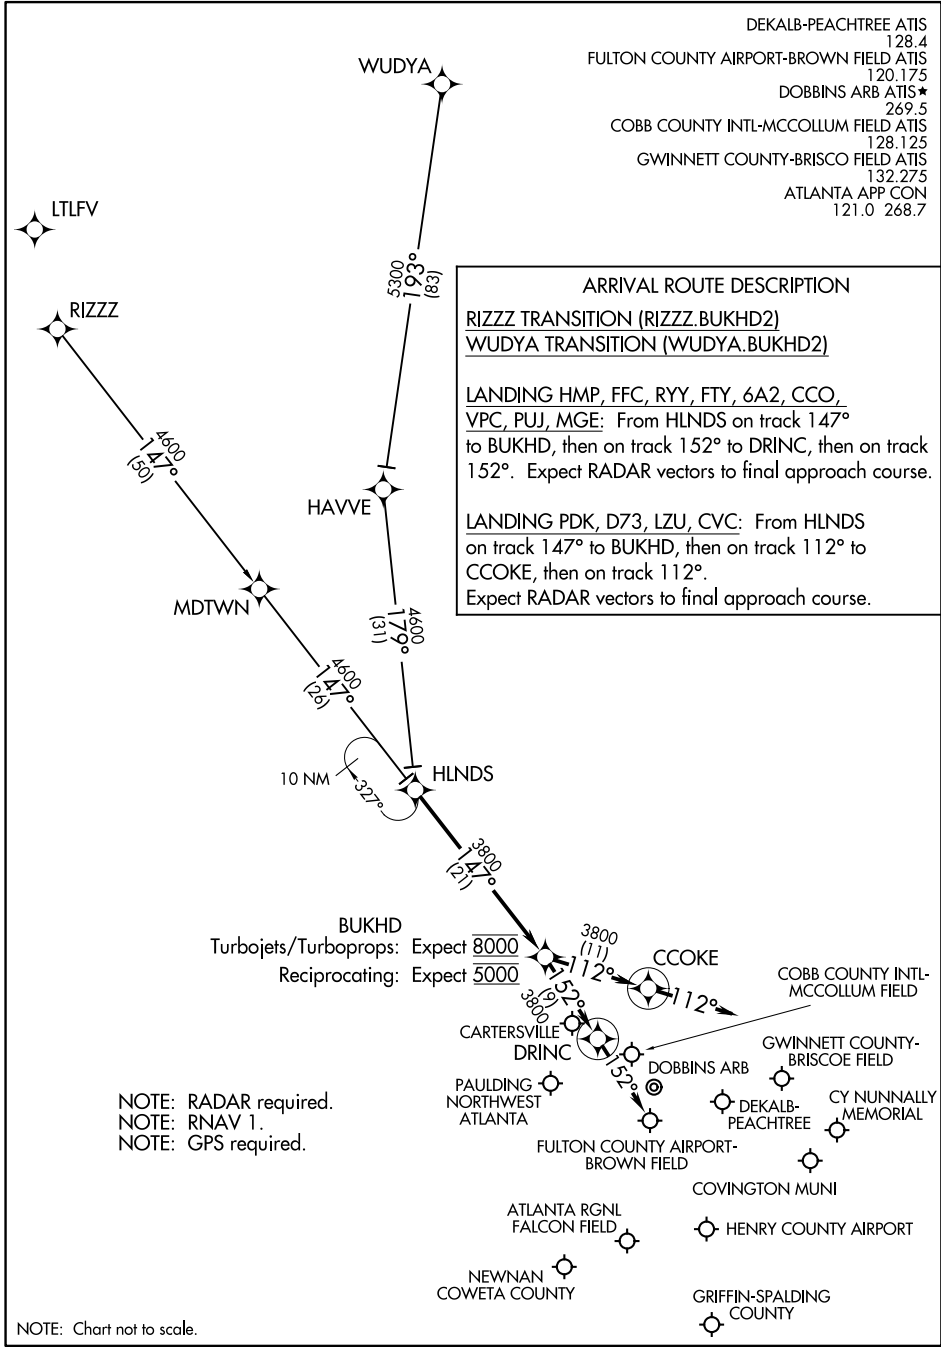 DEKALB-PEACHTREE ATIS
128.4
FULTON COUNTY AIRPORT-BROWN FIELD ATIS
120.175
DOBBINS ARB ATIS★
269.5
COBB COUNTY INTL-MCCOLLUM FIELD ATIS
128.125
GWINNETT COUNTY-BRISCO FIELD ATIS
132.275
ATLANTA APP CON
121.0 268.7
WUDYA
LTLFV
5300
193°
(83)
RIZZZ
ARRIVAL ROUTE DESCRIPTION
RIZZZ TRANSITION (RIZZZ.BUKHD2)
WUDYA TRANSITION (WUDYA.BUKHD2)
LANDING HMP, FFC, RYY, FTY, 6A2, CCO,
VPC, PUJ, MGE: From HLNDS on track 147°
to BUKHD, then on track 152° to DRINC, then on track
152°. Expect RADAR vectors to final approach course.
LANDING PDK, D73, LZU, CVC: From HLNDS
on track 147° to BUKHD, then on track 112° to
CCOKE, then on track 112°.
Expect RADAR vectors to final approach course.
4600
147°
(50)
HAVVE
MDTWN
4600
179°
(31)
4600
147°
(26)
10 NM
327°
HLNDS
3800
147°
(21)
BUKHD
Turbojets/Turboprops: Expect 8000
Reciprocating: Expect 5000
3800
(11)
112°
CCOKE
112°
152°
(9)
3800
COBB COUNTY INTL-
MCCOLLUM FIELD
CARTERSVILLE
DRINC
152°
GWINNETT COUNTY-
BRISCOE FIELD
DOBBINS ARB
PAULDING
NORTHWEST
ATLANTA
DEKALB-
PEACHTREE
CY NUNNALLY
MEMORIAL
NOTE: RADAR required.
NOTE: RNAV 1.
NOTE: GPS required.
FULTON COUNTY AIRPORT-
BROWN FIELD
COVINGTON MUNI
ATLANTA RGNL
FALCON FIELD
HENRY COUNTY AIRPORT
NEWNAN
COWETA COUNTY
GRIFFIN-SPALDING
COUNTY
NOTE: Chart not to scale.